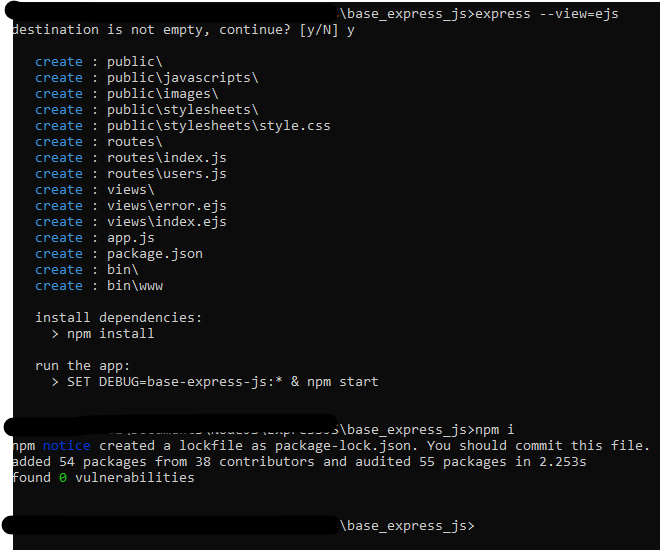 \base_express_js>express --view=ejs
destination is not empty, continue? [y/N] y
create : public\
create : public\javascripts\
create : public\images\
create : public\stylesheets\
create : public\stylesheets\style.css
create : routes\
create : routes\index.js
create : routes\users.js
create : views\
create : views\error.ejs
create : views\index.ejs
create : app.js
create : package.json
create : bin\
create : bin\www
install dependencies:
> npm install
run the app:
> SET DEBUG=base-express-js:* & npm start
\base_express_js>npm i
npm notice created a lockfile as package-lock.json. You should commit this file.
added 54 packages from 38 contributors and audited 55 packages in 2.253s
found 0 vulnerabilities
\base_express_js>